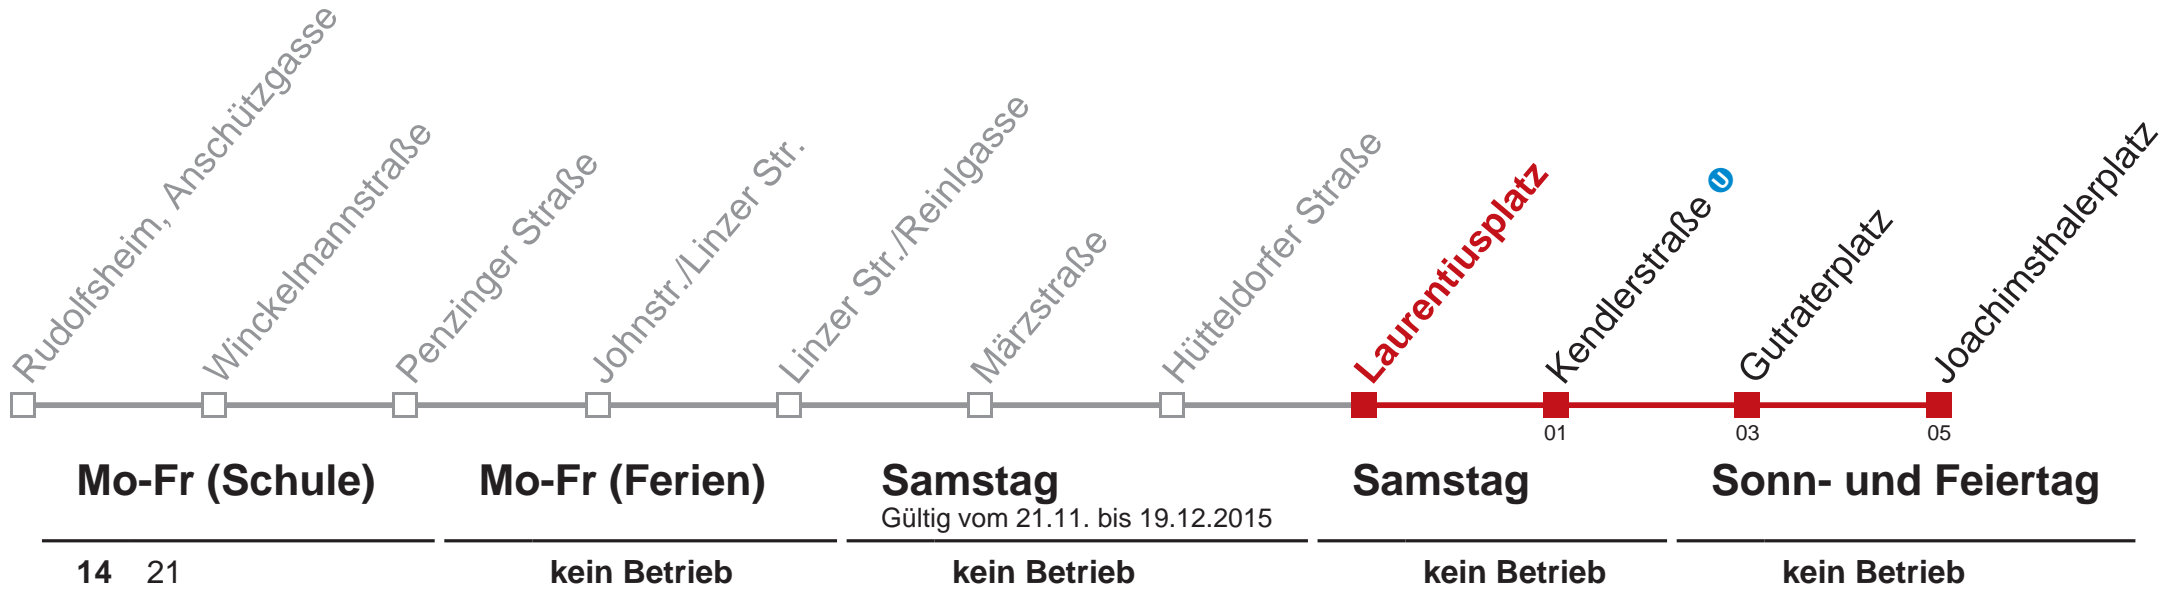 Rudolfsheim, Anschützgasse
Winckelmannstraße
Penzinger Straße
Johnstr./Linzer Str.
Linzer Str./Reinlgasse
Märzstraße
Hütteldorfer Straße
Laurentiusplatz
Kendlerstraße U
Gutraterplatz
Joachimsthalerplatz
01 03 05
Mo-Fr (Schule) Mo-Fr (Ferien) Samstag Samstag Sonn- und Feiertag
Gültig vom 21.11. bis 19.12.2015
14 21 kein Betrieb kein Betrieb kein Betrieb kein Betrieb